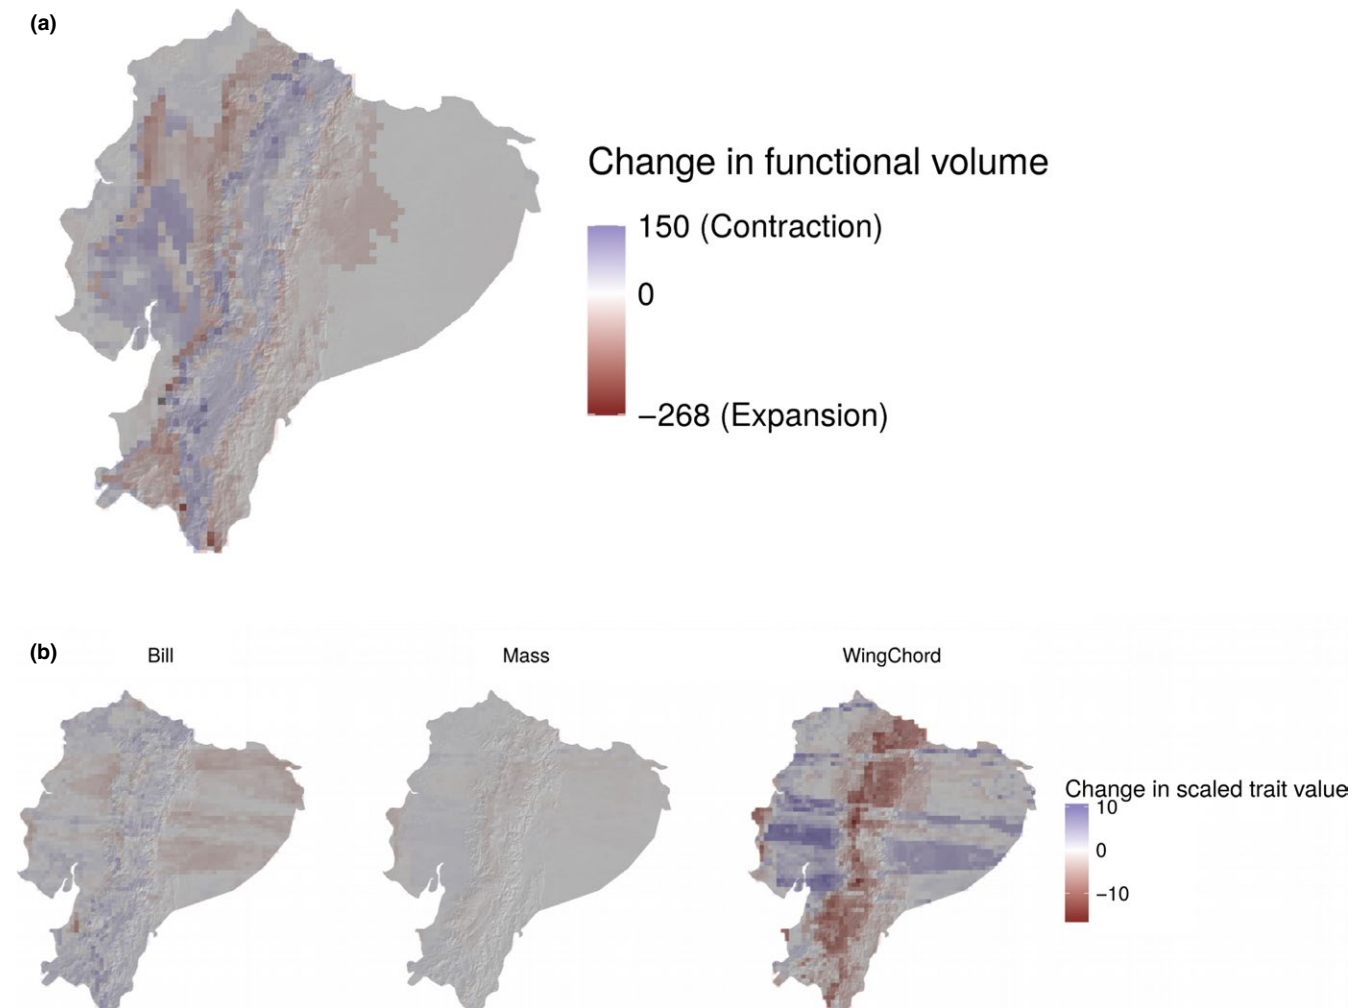 (a)
Change in functional volume
150 (Contraction)
0
−268 (Expansion)
(b)
Bill
Mass
WingChord
Change in scaled trait value
10
0
−10